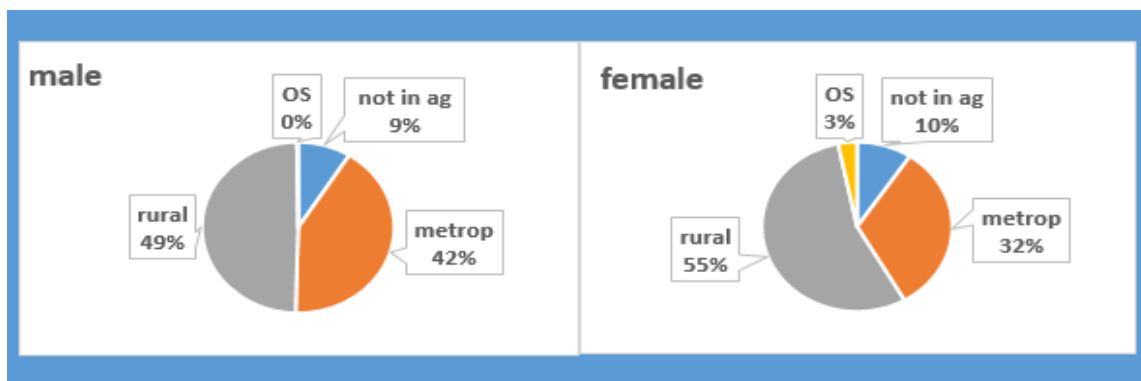 male
OS
0%
not in ag
9%
rural
49%
metrop
42%
female
OS
3%
not in ag
10%
rural
55%
metrop
32%